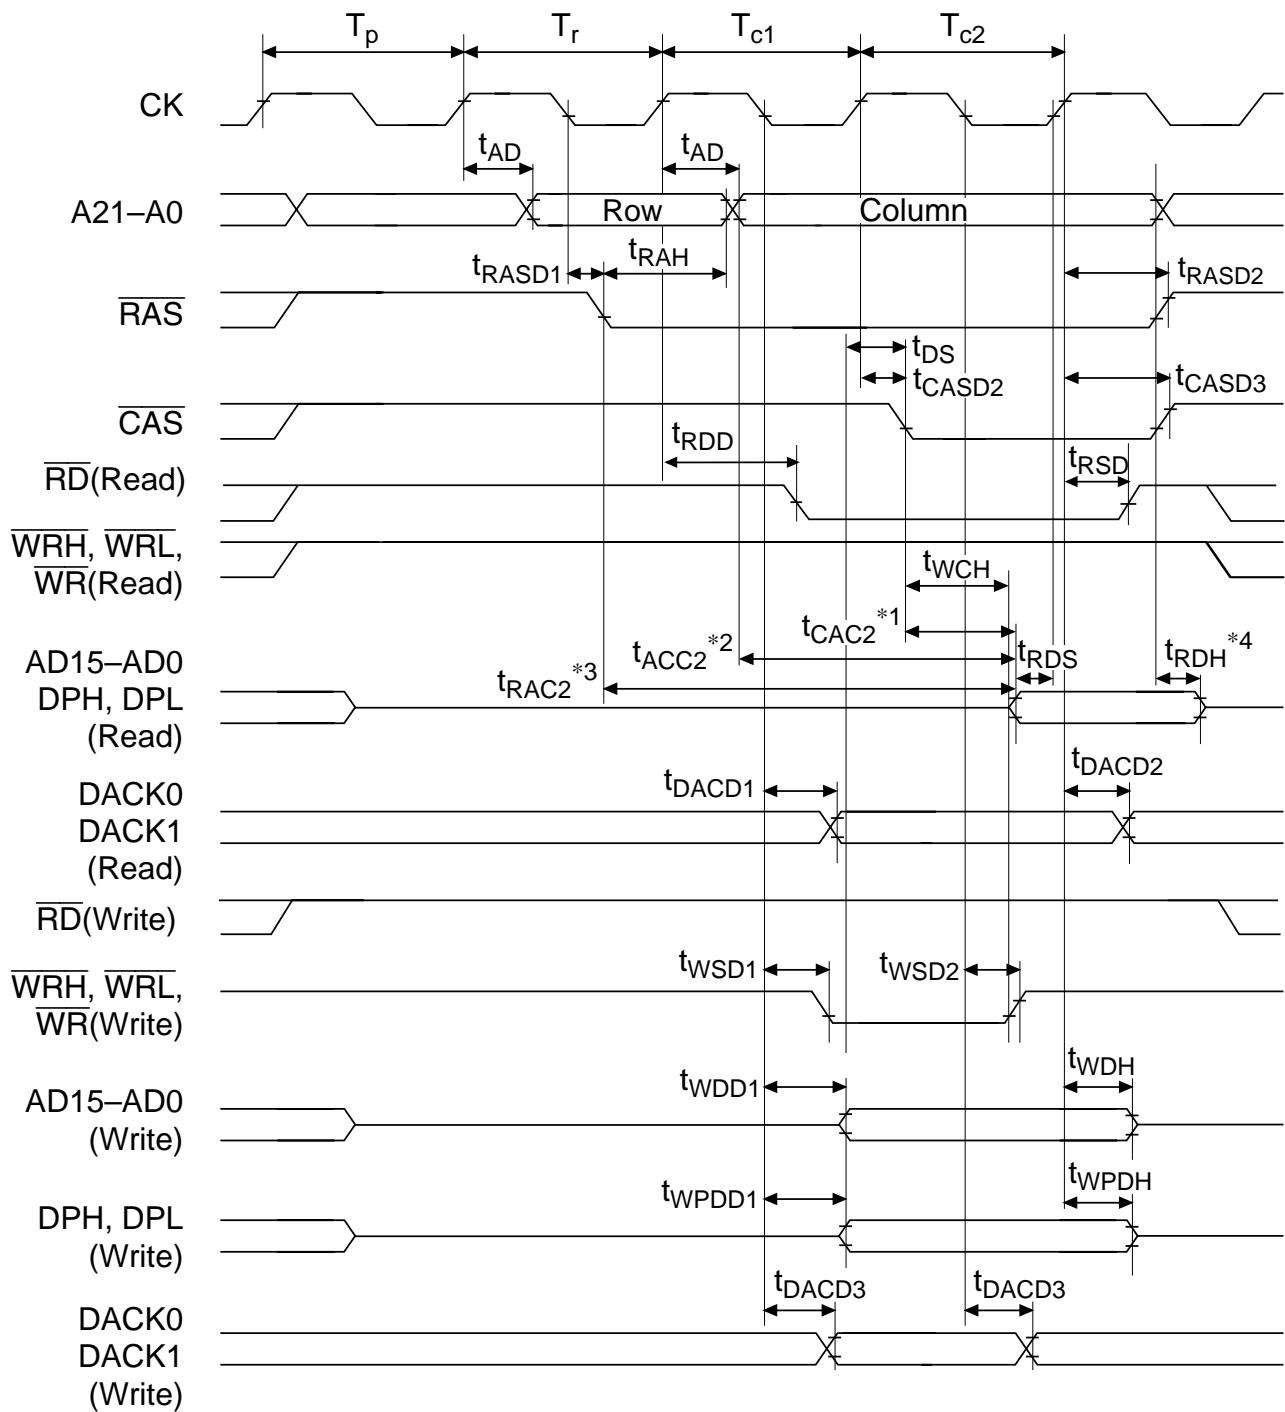 Tp Tr Tc1 Tc2
CK
tAD tAD
A21–A0 Row Column
tRASD1 tRAH tRASD2
RAS
tDS
tCASD2 tCASD3
CAS
tRDD
RD(Read) tRSD
WRH, WRL,
WR(Read) tWCH
tCAC2*1
AD15–AD0 tACC2*2 tRDS tRDH*4
DPH, DPL tRAC2*3
(Read)
DACK0 tDACD1 tDACD2
DACK1
(Read)
RD(Write)
WRH, WRL, tWSD1 tWSD2
WR(Write)
AD15–AD0 tWDD1 tWDH
(Write)
DPH, DPL tWPDD1 tWPDH
(Write)
DACK0 tDACD3 tDACD3
DACK1
(Write)